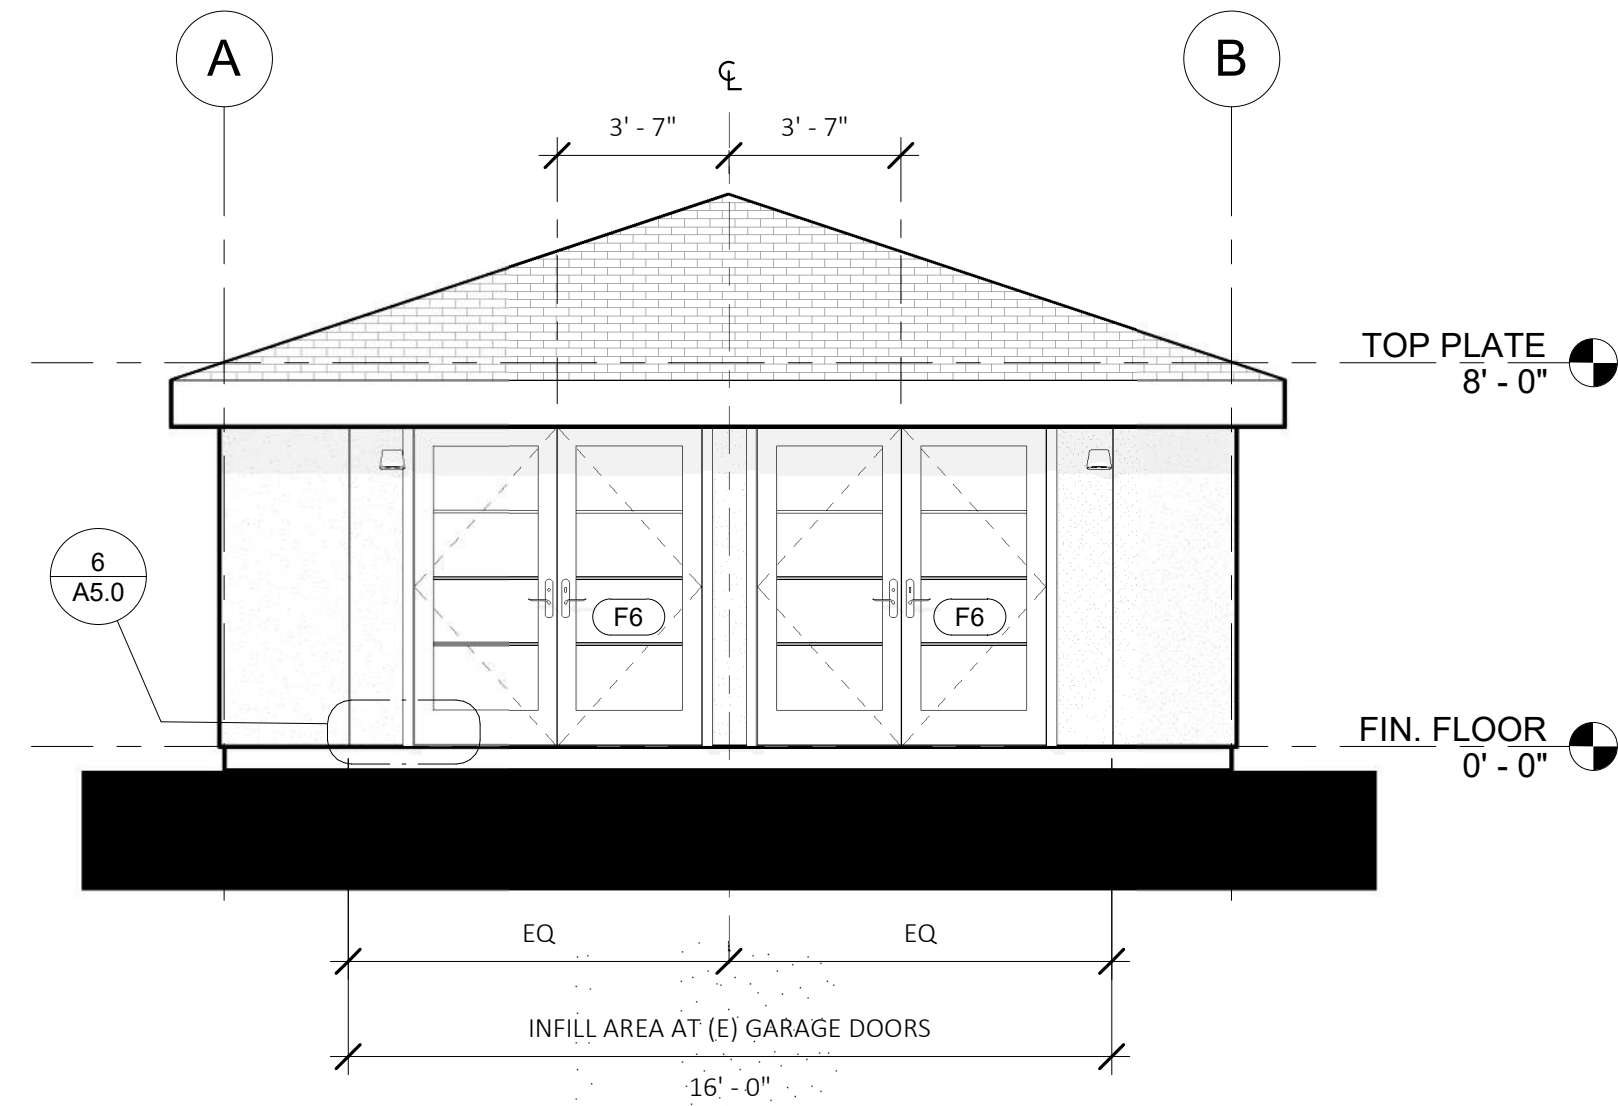 A
B
℄
3' - 7"
3' - 7"
TOP PLATE
8' - 0"
6
A5.0
F6
F6
FIN. FLOOR
0' - 0"
EQ
EQ
INFILL AREA AT (E) GARAGE DOORS
16' - 0"